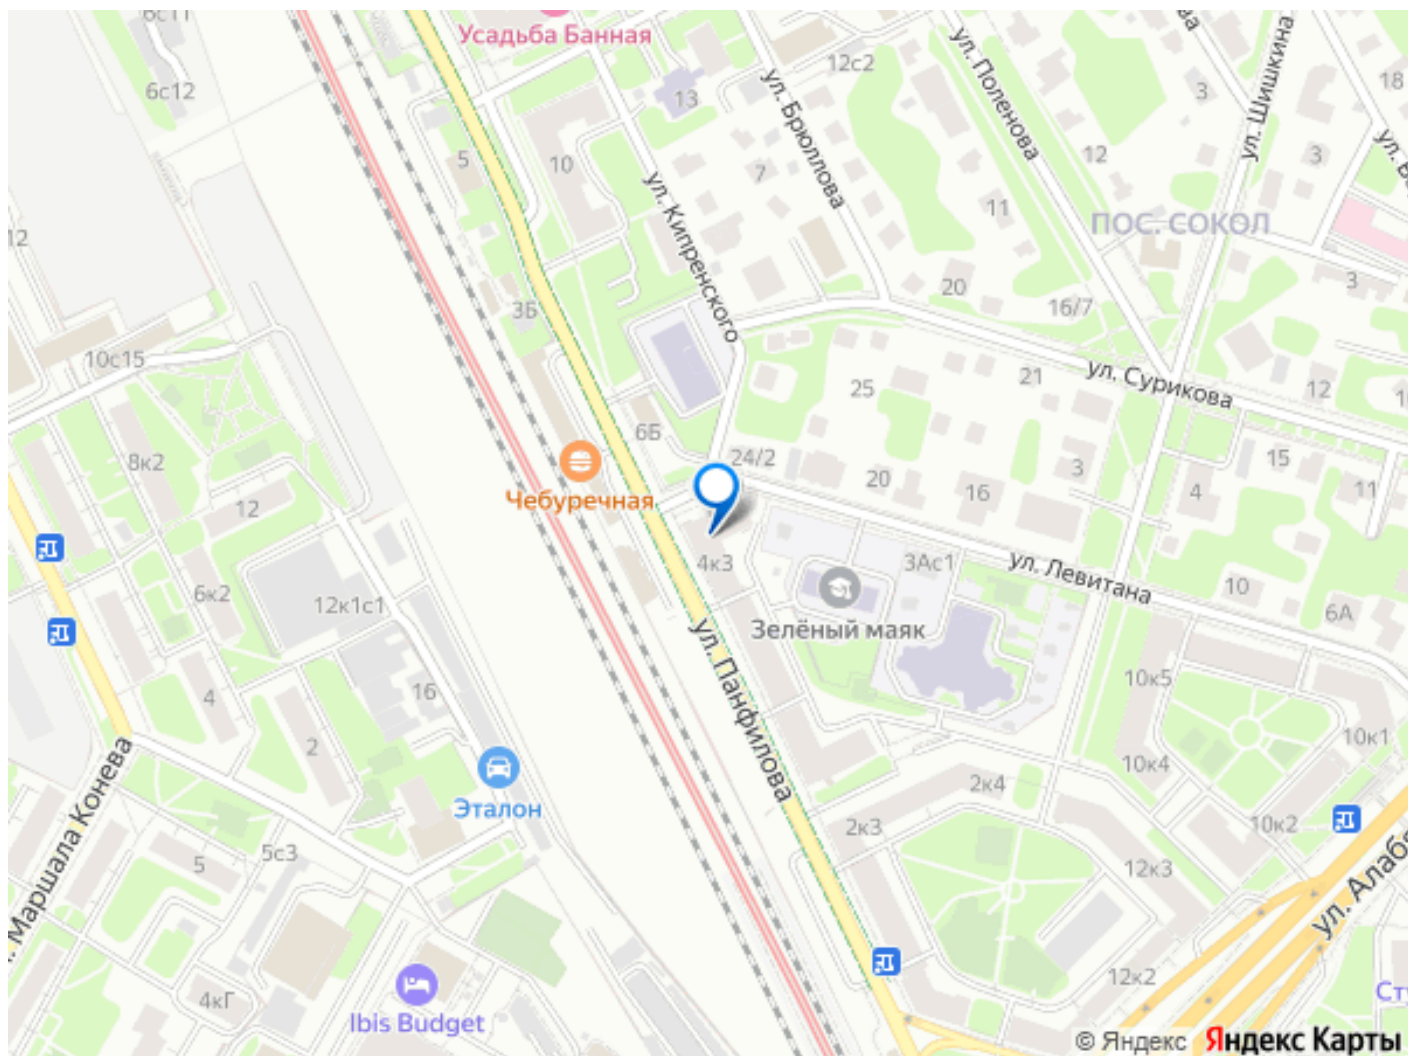 6с11
Усадьба Банная
6с12
13
12с2
ул. Поленова
ул. Шишкина
18
3
ул. Брюллова
5
10
7
12
3
ул. Кипренского
11
ПОС. СОКОЛ
12
3Б
20
16/7
3
10с15
ул. Сурикова
25
21
12
6Б
24/2
8к2
Чебуречная
20
16
3
4
15
11
12
4к3
3Ас1
ул. Левитана
10
6А
6к2
12к1с1
Зелёный маяк
ул. Панфилова
4
16
10к5
2
10к1
10к4
2к4
Эталон
2к3
10к2
Маршала Конева
5
5с3
12к3
ул. Алабя
12к2
4кГ
Ibis Budget
Ст
© Яндекс Яндекс Карты